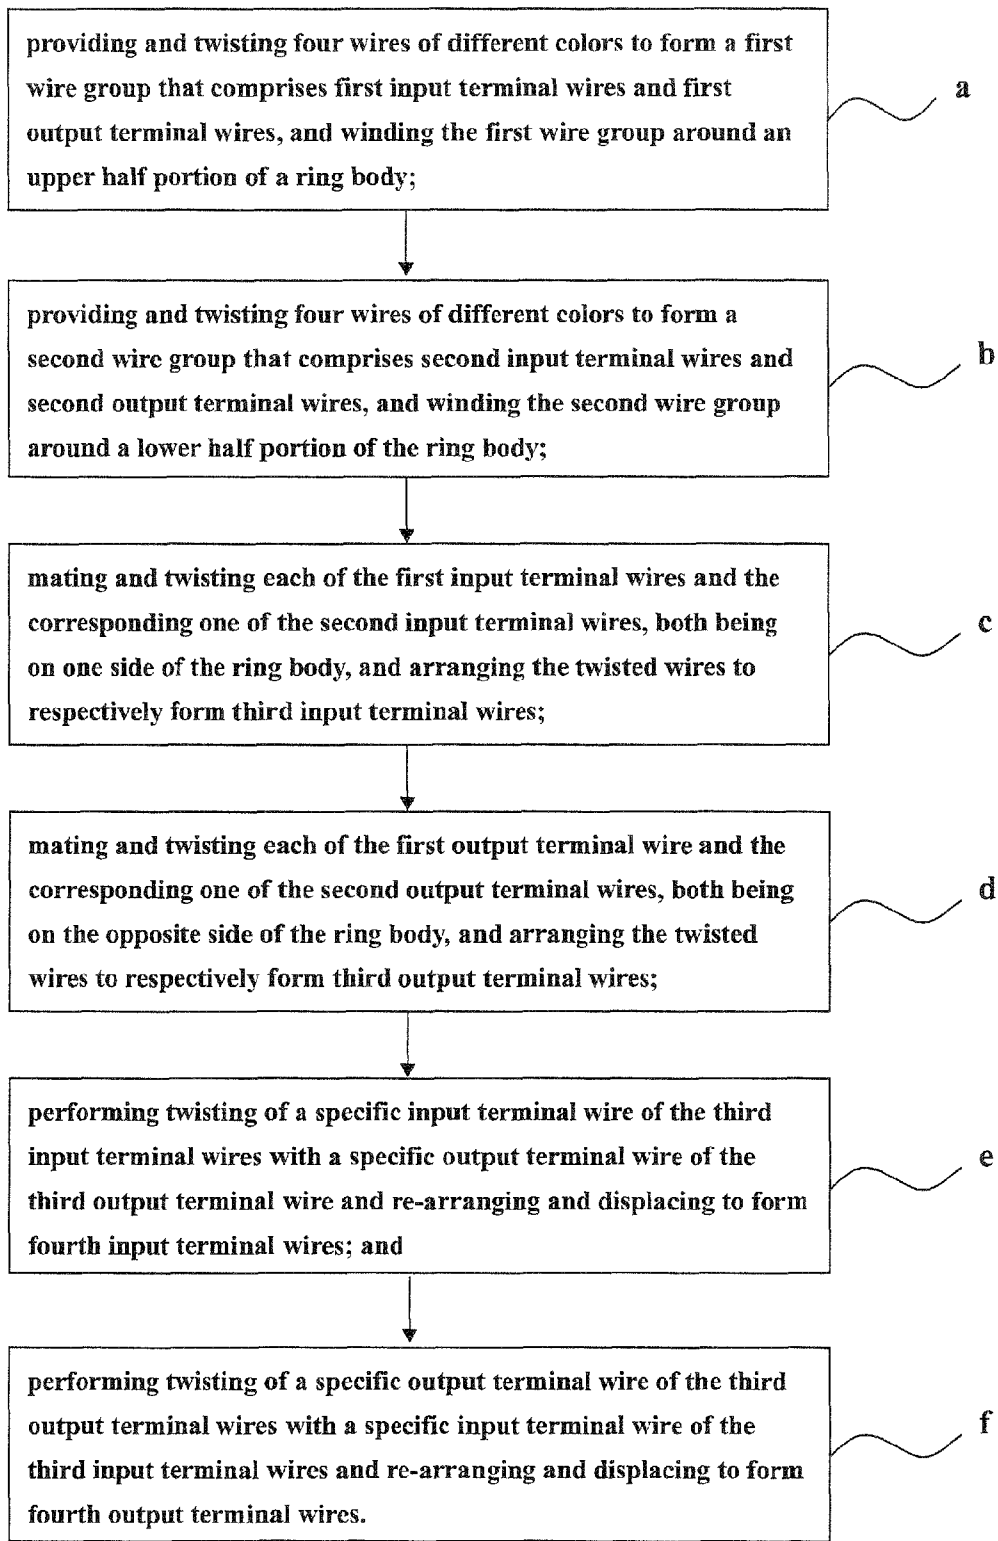 providing and twisting four wires of different colors to form a first
wire group that comprises first input terminal wires and first
output terminal wires, and winding the first wire group around an
upper half portion of a ring body;
a
providing and twisting four wires of different colors to form a
second wire group that comprises second input terminal wires and
second output terminal wires, and winding the second wire group
around a lower half portion of the ring body;
b
mating and twisting each of the first input terminal wires and the
corresponding one of the second input terminal wires, both being
on one side of the ring body, and arranging the twisted wires to
respectively form third input terminal wires;
c
mating and twisting each of the first output terminal wire and the
corresponding one of the second output terminal wires, both being
on the opposite side of the ring body, and arranging the twisted
wires to respectively form third output terminal wires;
d
performing twisting of a specific input terminal wire of the third
input terminal wires with a specific output terminal wire of the
third output terminal wire and re-arranging and displacing to form
fourth input terminal wires; and
e
performing twisting of a specific output terminal wire of the third
output terminal wires with a specific input terminal wire of the
third input terminal wires and re-arranging and displacing to form
fourth output terminal wires.
f